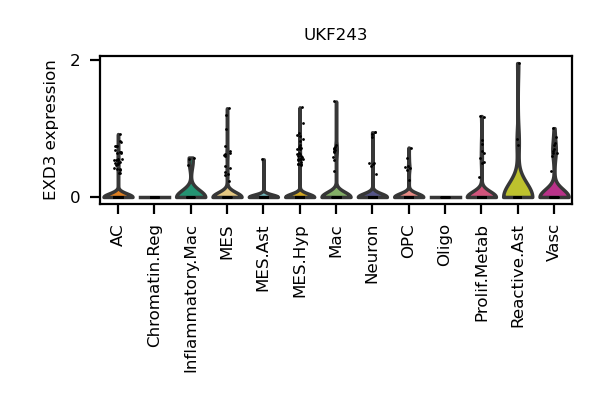 UKF243
EXD3 expression
2
0
AC
Chromatin.Reg
Inflammatory.Mac
MES
MES.Ast
MES.Hyp
Mac
Neuron
OPC
Oligo
Prolif.Metab
Reactive.Ast
Vasc